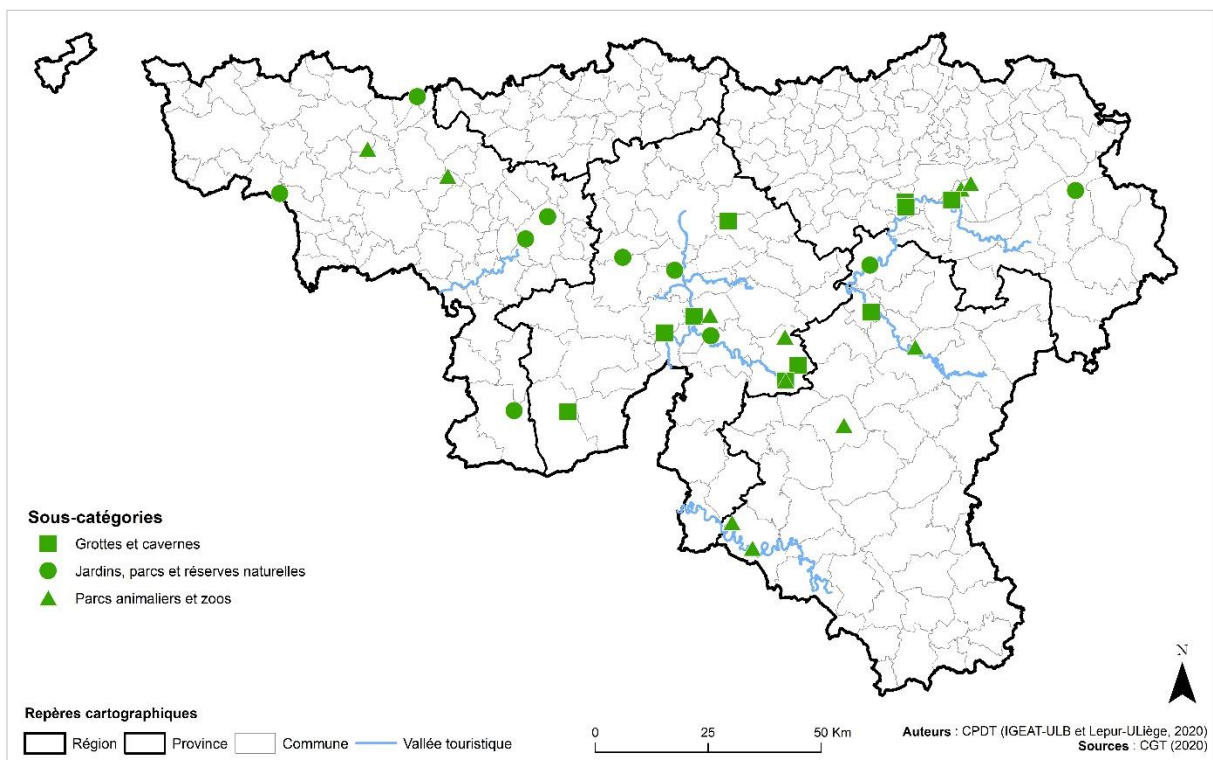 Sous-catégories
Grottes et cavernes
Jardins, parcs et réserves naturelles
Parcs animaliers et zoos
N
Repères cartographiques
Région Province Commune Vallée touristique
0 25 50 Km
Auteurs : CPDT (IGEAT-ULB et Lepur-ULiège, 2020)
Sources : CGT (2020)